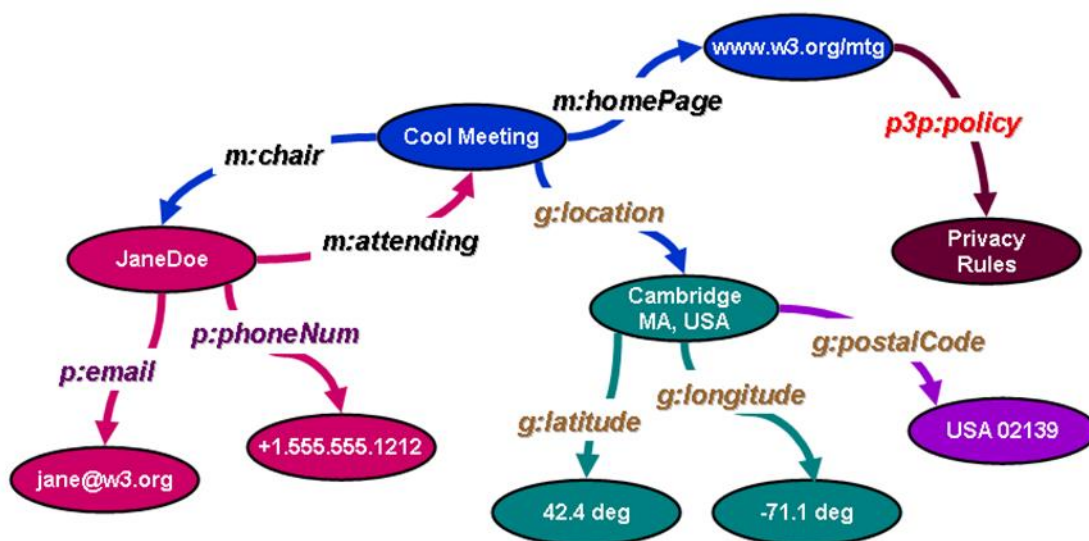 www.w3.org/mtg
m:homePage
p3p:policy
Cool Meeting
m:chair
g:location
m:attending
JaneDoe
Privacy
Rules
Cambridge
MA, USA
p:phoneNum
g:postalCode
p:email
g:longitude
g:latitude
USA 02139
+1.555.555.1212
jane@w3.org
42.4 deg
-71.1 deg